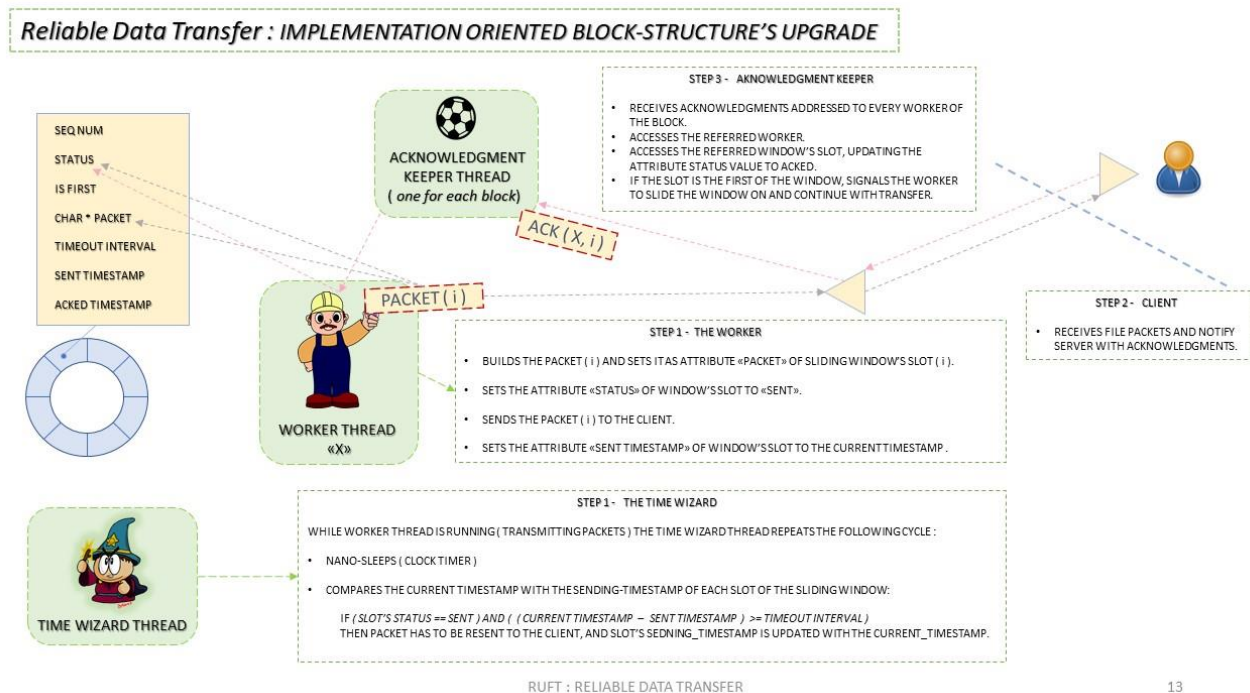 Reliable Data Transfer : IMPLEMENTATION ORIENTED BLOCK-STRUCTURE'S UPGRADE
SEQ NUM
STATUS
IS FIRST
CHAR * PACKET
TIMEOUT INTERVAL
SENT TIMESTAMP
ACKED TIMESTAMP
ACKNOWLEDGMENT
KEEPER THREAD
( one for each block)
STEP 3 - AKNOWLEDGMENT KEEPER
• RECEIVES ACKNOWLEDGMENTS ADDRESSED TO EVERY WORKER OF
THE BLOCK.
• ACCESSES THE REFERRED WORKER.
• ACCESSES THE REFERRED WINDOW'S SLOT, UPDATING THE
ATTRIBUTE STATUS VALUE TO ACKED.
• IF THE SLOT IS THE FIRST OF THE WINDOW, SIGNALS THE WORKER
TO SLIDE THE WINDOW ON AND CONTINUE WITH TRANSFER.
ACK ( X, i )
PACKET ( i )
WORKER THREAD
«X»
STEP 1 - THE WORKER
• BUILDS THE PACKET ( i ) AND SETS IT AS ATTRIBUTE «PACKET» OF SLIDING WINDOW'S SLOT ( i ).
• SETS THE ATTRIBUTE «STATUS» OF WINDOW'S SLOT TO «SENT».
• SENDS THE PACKET ( i ) TO THE CLIENT.
• SETS THE ATTRIBUTE «SENT TIMESTAMP» OF WINDOW'S SLOT TO THE CURRENT TIMESTAMP .
STEP 2 - CLIENT
• RECEIVES FILE PACKETS AND NOTIFY
SERVER WITH ACKNOWLEDGMENTS.
TIME WIZARD THREAD
STEP 1 - THE TIME WIZARD
WHILE WORKER THREAD IS RUNNING ( TRANSMITTING PACKETS ) THE TIME WIZARD THREAD REPEATS THE FOLLOWING CYCLE :
• NANO-SLEEPS ( CLOCK TIMER )
• COMPARES THE CURRENT TIMESTAMP WITH THE SENDING-TIMESTAMP OF EACH SLOT OF THE SLIDING WINDOW:
IF ( SLOT'S STATUS == SENT ) AND ( ( CURRENT TIMESTAMP – SENT TIMESTAMP ) >= TIMEOUT INTERVAL )
THEN PACKET HAS TO BE RESENT TO THE CLIENT, AND SLOT'S SEDNING_TIMESTAMP IS UPDATED WITH THE CURRENT_TIMESTAMP.
RUFT : RELIABLE DATA TRANSFER
13